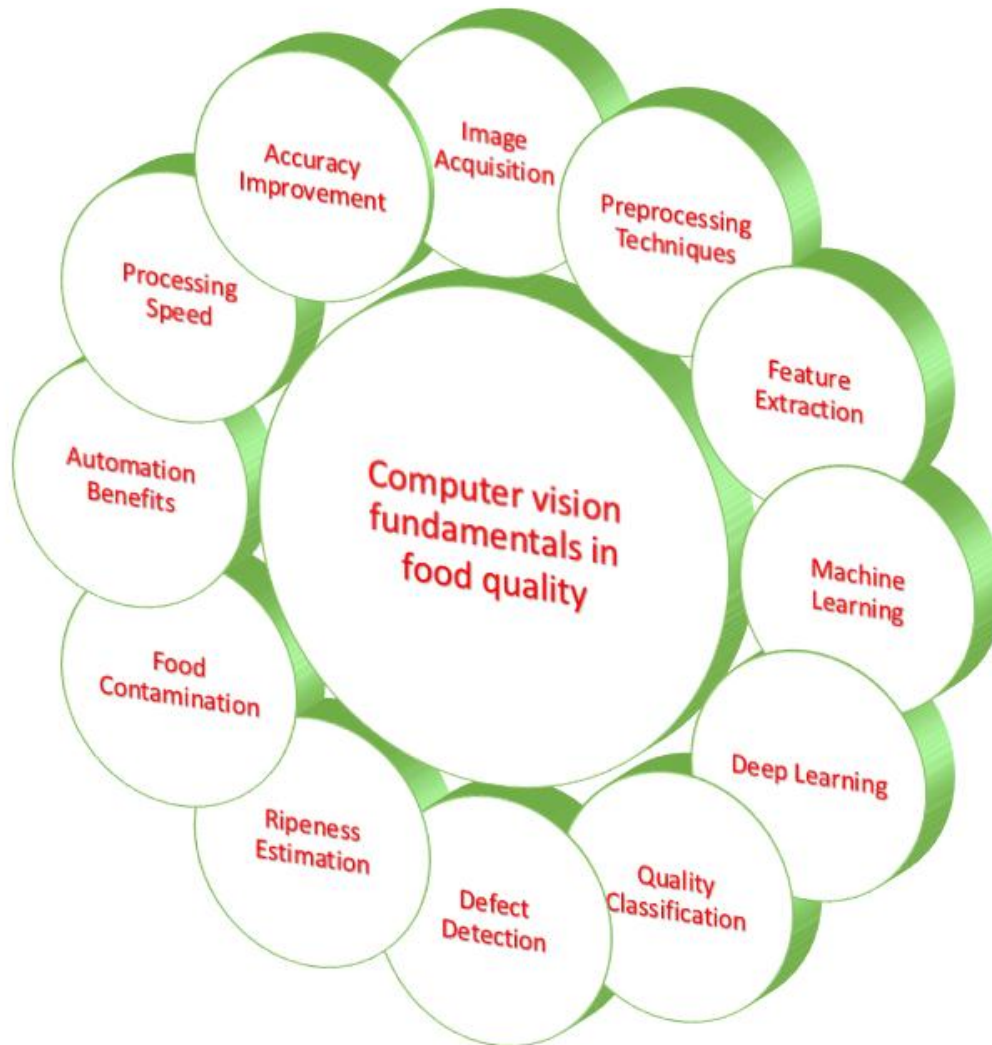 Image
Acquisition
Preprocessing
Techniques
Feature
Extraction
Machine
Learning
Deep Learning
Quality
Classification
Defect
Detection
Ripeness
Estimation
Food
Contamination
Automation
Benefits
Processing
Speed
Accuracy
Improvement
Computer vision
fundamentals in
food quality